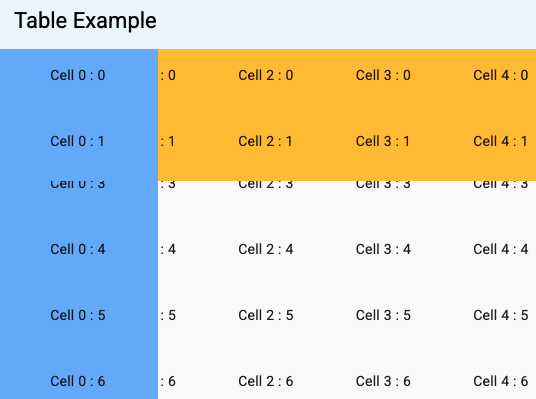 Table Example
Cell 0 : 0 : 0 Cell 2 : 0 Cell 3 : 0 Cell 4 : 0
Cell 0 : 1 : 1 Cell 2 : 1 Cell 3 : 1 Cell 4 : 1
Cell 0 : 3 : 3 Cell 2 : 3 Cell 3 : 3 Cell 4 : 3
Cell 0 : 4 : 4 Cell 2 : 4 Cell 3 : 4 Cell 4 : 4
Cell 0 : 5 : 5 Cell 2 : 5 Cell 3 : 5 Cell 4 : 5
Cell 0 : 6 : 6 Cell 2 : 6 Cell 3 : 6 Cell 4 : 6